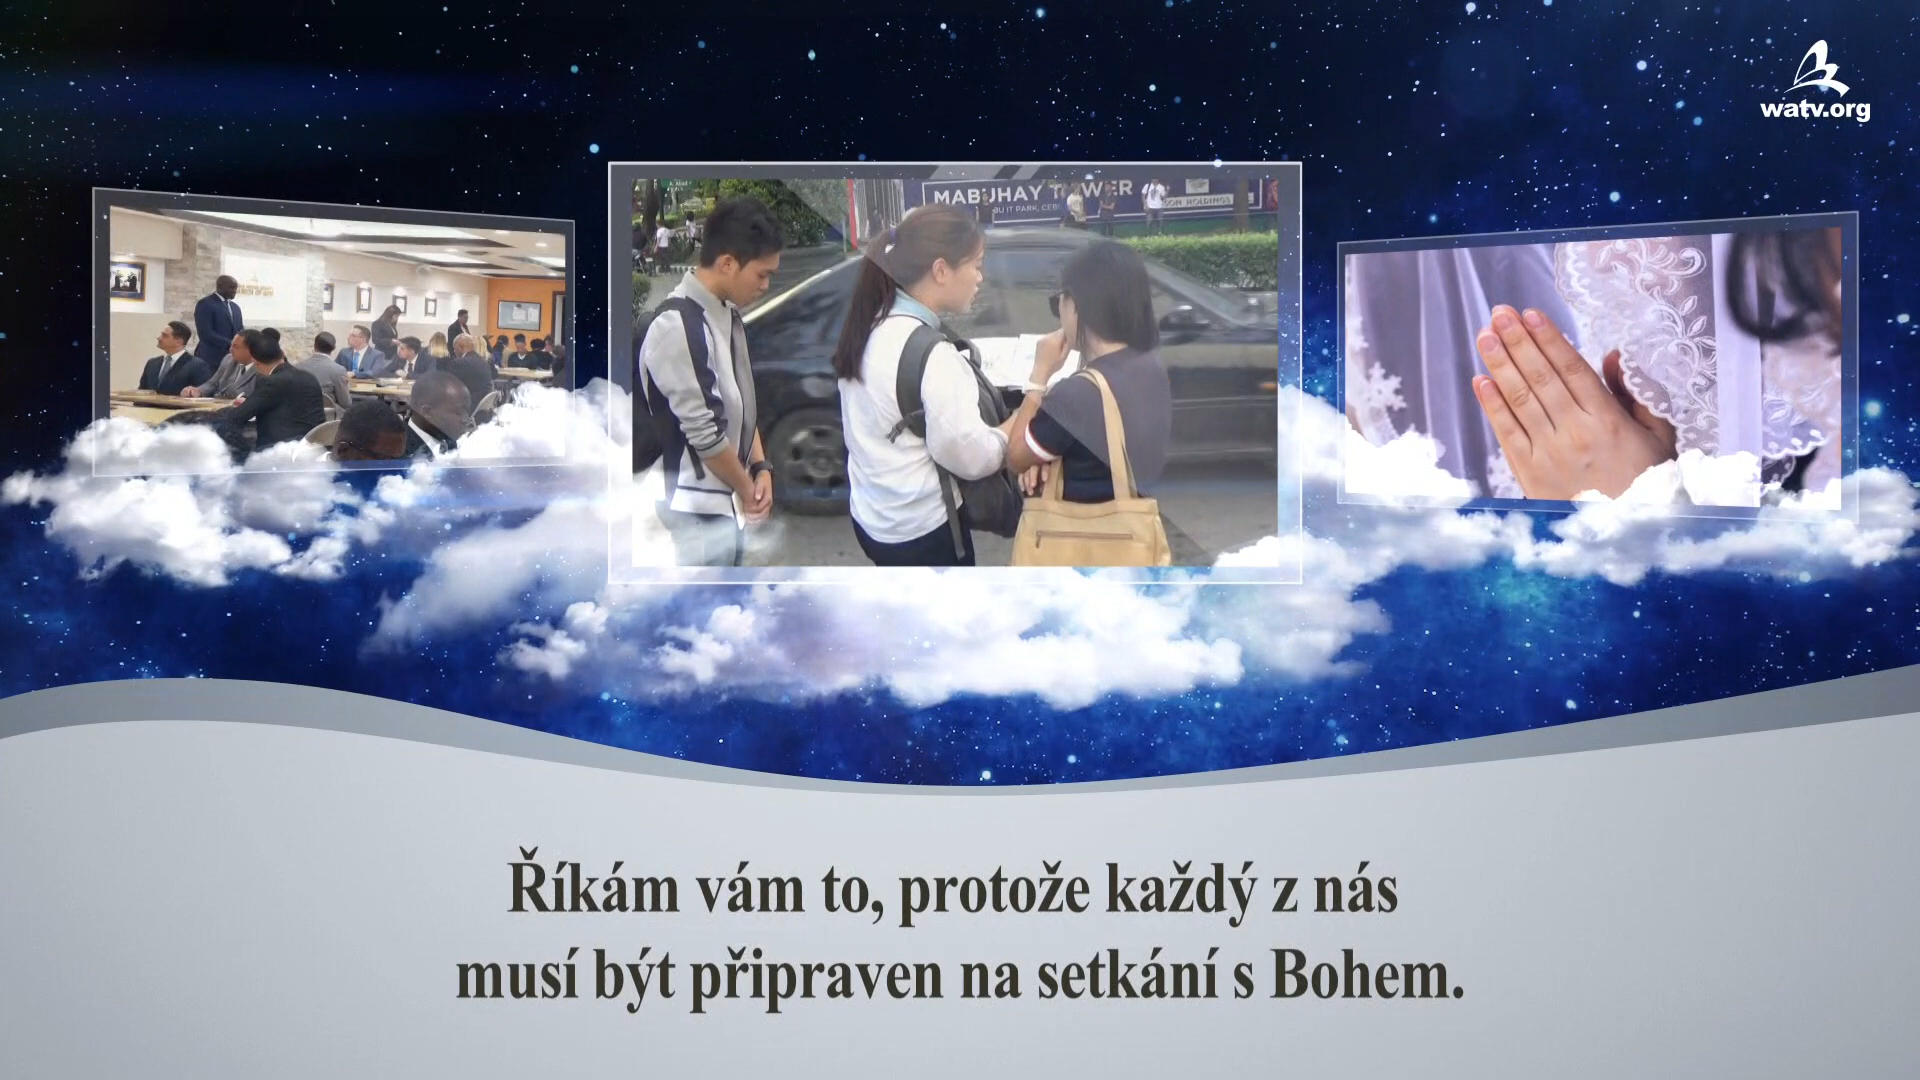 watv.org
MABUHAY TOWER
Říkám vám to, protože každý z nás
musí být připraven na setkání s Bohem.